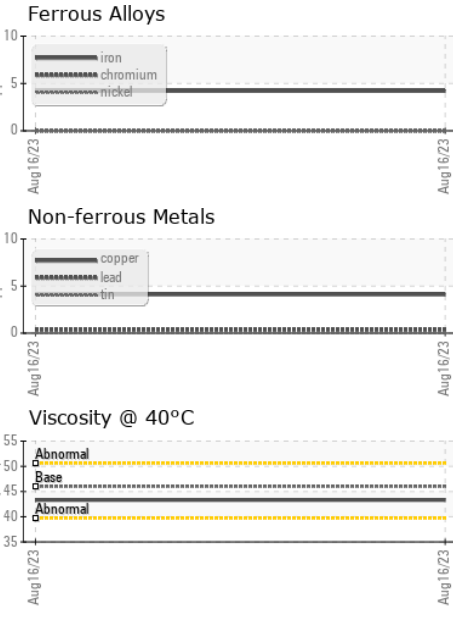 Ferrous Alloys
10
iron
chromium
5
nickel
0
Aug16/23
Aug16/23
Non-ferrous Metals
10
copper
lead
5
tin
0
Aug16/23
Aug16/23
Viscosity @ 40°C
55
Abnormal
50
Base
45
Abnormal
40
35
Aug16/23
Aug16/23